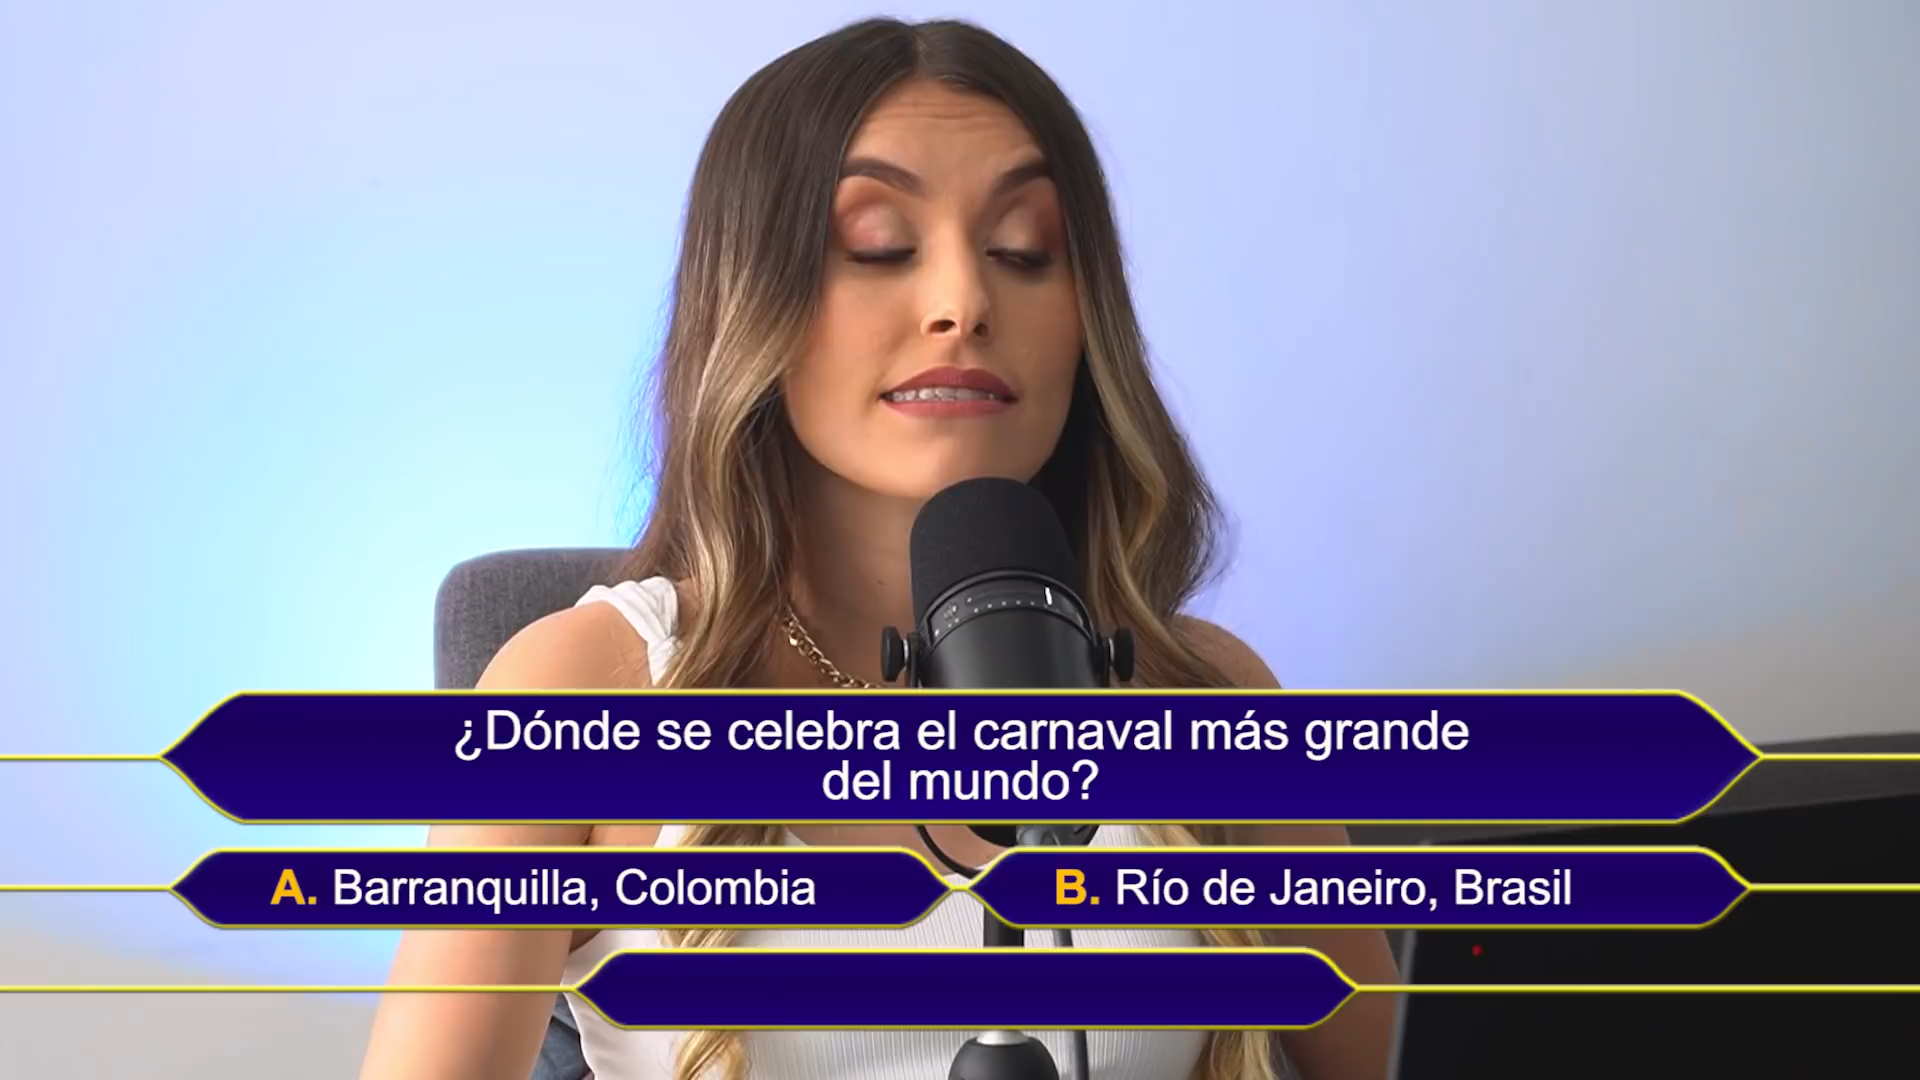 ¿Dónde se celebra el carnaval más grande
del mundo?
A. Barranquilla, Colombia
B. Río de Janeiro, Brasil